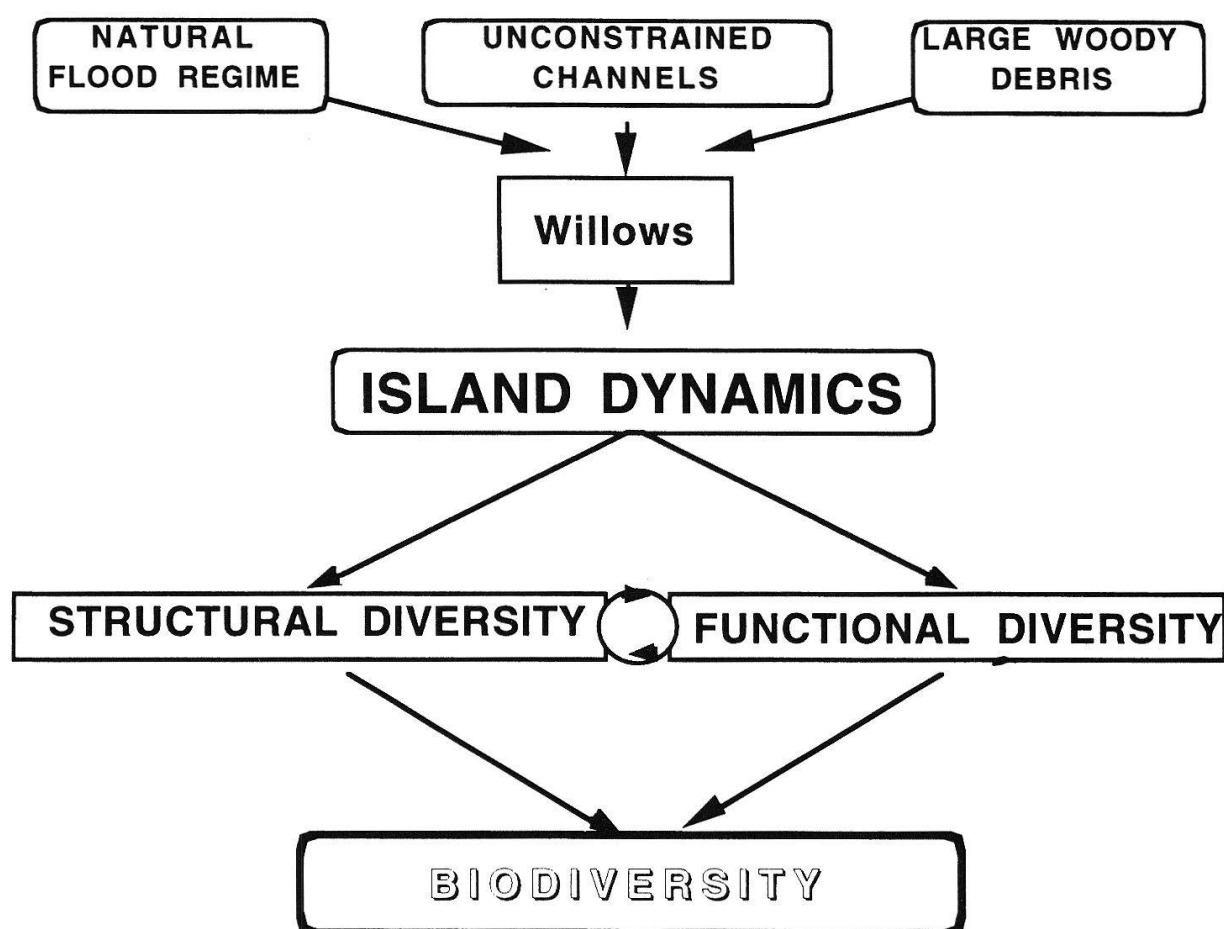 NATURAL
FLOOD REGIME
UNCONSTRAINED
CHANNELS
LARGE WOODY
DEBRIS
Willows
ISLAND DYNAMICS
STRUCTURAL DIVERSITY
FUNCTIONAL DIVERSITY
BIODIVERSITY